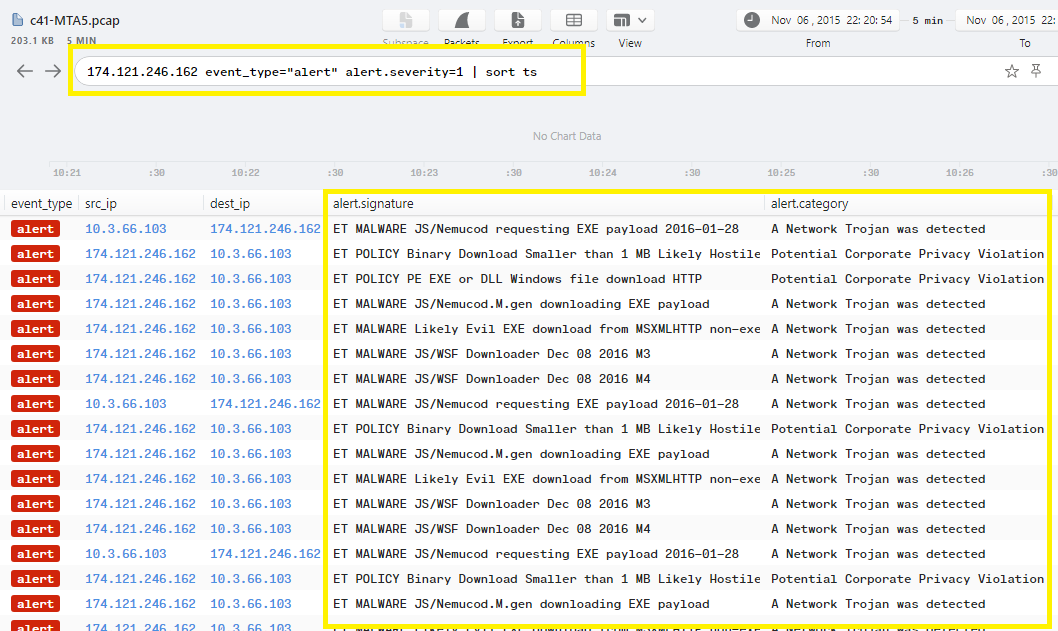 c41-MTA5.pcap
203.1 KB 5 MIN
Subspace Packets Export Columns View
Nov 06 , 2015 22: 20: 54 5 min Nov 06 , 2015 22:
From To
174.121.246.162 event_type="alert" alert.severity=1 | sort ts
No Chart Data
10:21 :30 10:22 :30 10:23 :30 10:24 :30 10:25 :30 10:26 :30
event_type src_ip dest_ip alert.signature alert.category
alert 10.3.66.103 174.121.246.162 ET MALWARE JS/Nemucod requesting EXE payload 2016-01-28 A Network Trojan was detected
alert 174.121.246.162 10.3.66.103 ET POLICY Binary Download Smaller than 1 MB Likely Hostile Potential Corporate Privacy Violation
alert 174.121.246.162 10.3.66.103 ET POLICY PE EXE or DLL Windows file download HTTP Potential Corporate Privacy Violation
alert 174.121.246.162 10.3.66.103 ET MALWARE JS/Nemucod.M.gen downloading EXE payload A Network Trojan was detected
alert 174.121.246.162 10.3.66.103 ET MALWARE Likely Evil EXE download from MSXMLHTTP non-exe A Network Trojan was detected
alert 174.121.246.162 10.3.66.103 ET MALWARE JS/WSF Downloader Dec 08 2016 M3 A Network Trojan was detected
alert 174.121.246.162 10.3.66.103 ET MALWARE JS/WSF Downloader Dec 08 2016 M4 A Network Trojan was detected
alert 10.3.66.103 174.121.246.162 ET MALWARE JS/Nemucod requesting EXE payload 2016-01-28 A Network Trojan was detected
alert 174.121.246.162 10.3.66.103 ET POLICY Binary Download Smaller than 1 MB Likely Hostile Potential Corporate Privacy Violation
alert 174.121.246.162 10.3.66.103 ET MALWARE JS/Nemucod.M.gen downloading EXE payload A Network Trojan was detected
alert 174.121.246.162 10.3.66.103 ET MALWARE Likely Evil EXE download from MSXMLHTTP non-exe A Network Trojan was detected
alert 174.121.246.162 10.3.66.103 ET MALWARE JS/WSF Downloader Dec 08 2016 M3 A Network Trojan was detected
alert 174.121.246.162 10.3.66.103 ET MALWARE JS/WSF Downloader Dec 08 2016 M4 A Network Trojan was detected
alert 10.3.66.103 174.121.246.162 ET MALWARE JS/Nemucod requesting EXE payload 2016-01-28 A Network Trojan was detected
alert 174.121.246.162 10.3.66.103 ET POLICY Binary Download Smaller than 1 MB Likely Hostile Potential Corporate Privacy Violation
alert 174.121.246.162 10.3.66.103 ET MALWARE JS/Nemucod.M.gen downloading EXE payload A Network Trojan was detected
alert 174.121.246.162 10.3.66.103